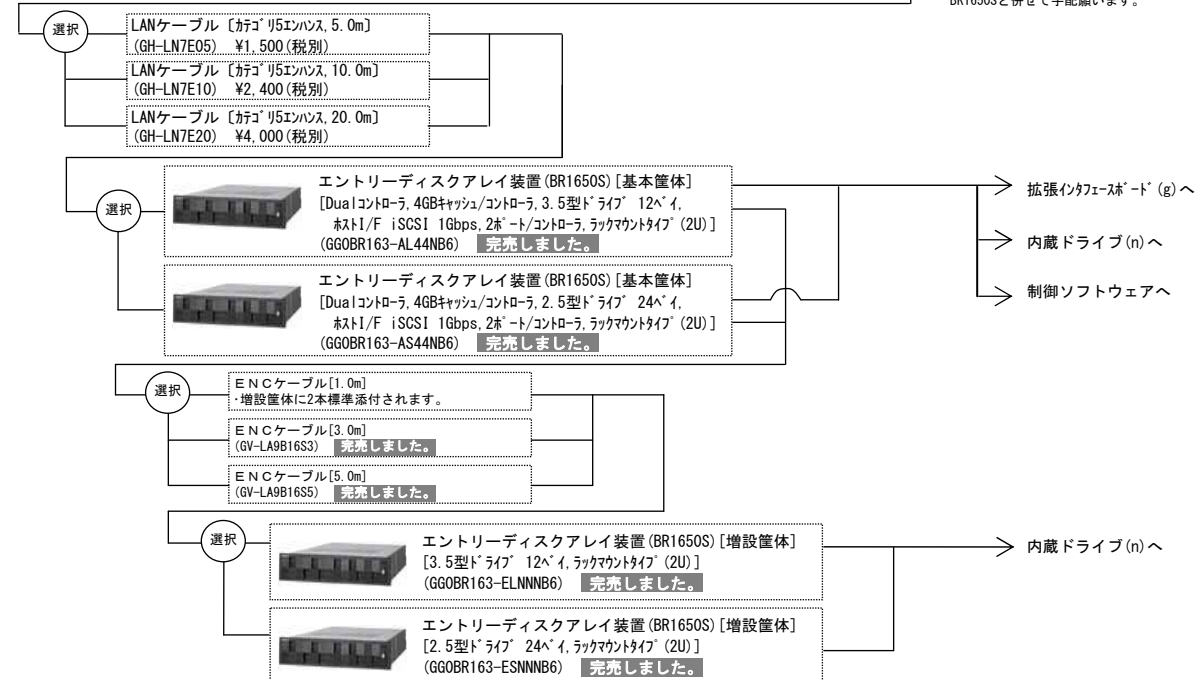 BR1650Sと併せて手配願います。
選択
LANケーブル〔ｶﾃｺﾞﾘ5ｴﾝﾊﾝｽ,5.0m〕
(GH-LN7E05) ¥1,500(税別)
LANケーブル〔ｶﾃｺﾞﾘ5ｴﾝﾊﾝｽ,10.0m〕
(GH-LN7E10) ¥2,400(税別)
LANケーブル〔ｶﾃｺﾞﾘ5ｴﾝﾊﾝｽ,20.0m〕
(GH-LN7E20) ¥4,000(税別)
選択
エントリーディスクアレイ装置(BR1650S)[基本筐体]
[Dualｺﾝﾄﾛｰﾗ,4GBｷｬｯｼｭ/ｺﾝﾄﾛｰﾗ,3.5型ﾄﾞﾗｲﾌﾞ 12ﾍﾞｲ,
ﾎｽﾄI/F iSCSI 1Gbps,2ﾎﾟｰﾄ/ｺﾝﾄﾛｰﾗ,ﾗｯｸﾏｳﾝﾄﾀｲﾌﾟ(2U)]
(GGOBR163-AL44NB6) 完売しました。
拡張ｲﾝﾀﾌｪｰｽﾎﾞｰﾄﾞ(g)へ
内蔵ドライブ(n)へ
制御ソフトウェアへ
エントリーディスクアレイ装置(BR1650S)[基本筐体]
[Dualｺﾝﾄﾛｰﾗ,4GBｷｬｯｼｭ/ｺﾝﾄﾛｰﾗ,2.5型ﾄﾞﾗｲﾌﾞ 24ﾍﾞｲ,
ﾎｽﾄI/F iSCSI 1Gbps,2ﾎﾟｰﾄ/ｺﾝﾄﾛｰﾗ,ﾗｯｸﾏｳﾝﾄﾀｲﾌﾟ(2U)]
(GGOBR163-AS44NB6) 完売しました。
選択
ＥＮＣケーブル[1.0m]
･増設筐体に2本標準添付されます。
ＥＮＣケーブル[3.0m]
(GV-LA9B16S3) 完売しました。
ＥＮＣケーブル[5.0m]
(GV-LA9B16S5) 完売しました。
選択
エントリーディスクアレイ装置(BR1650S)[増設筐体]
[3.5型ﾄﾞﾗｲﾌﾞ 12ﾍﾞｲ,ﾗｯｸﾏｳﾝﾄﾀｲﾌﾟ(2U)]
(GGOBR163-ELNNNB6) 完売しました。
内蔵ドライブ(n)へ
エントリーディスクアレイ装置(BR1650S)[増設筐体]
[2.5型ﾄﾞﾗｲﾌﾞ 24ﾍﾞｲ,ﾗｯｸﾏｳﾝﾄﾀｲﾌﾟ(2U)]
(GGOBR163-ESNNNB6) 完売しました。